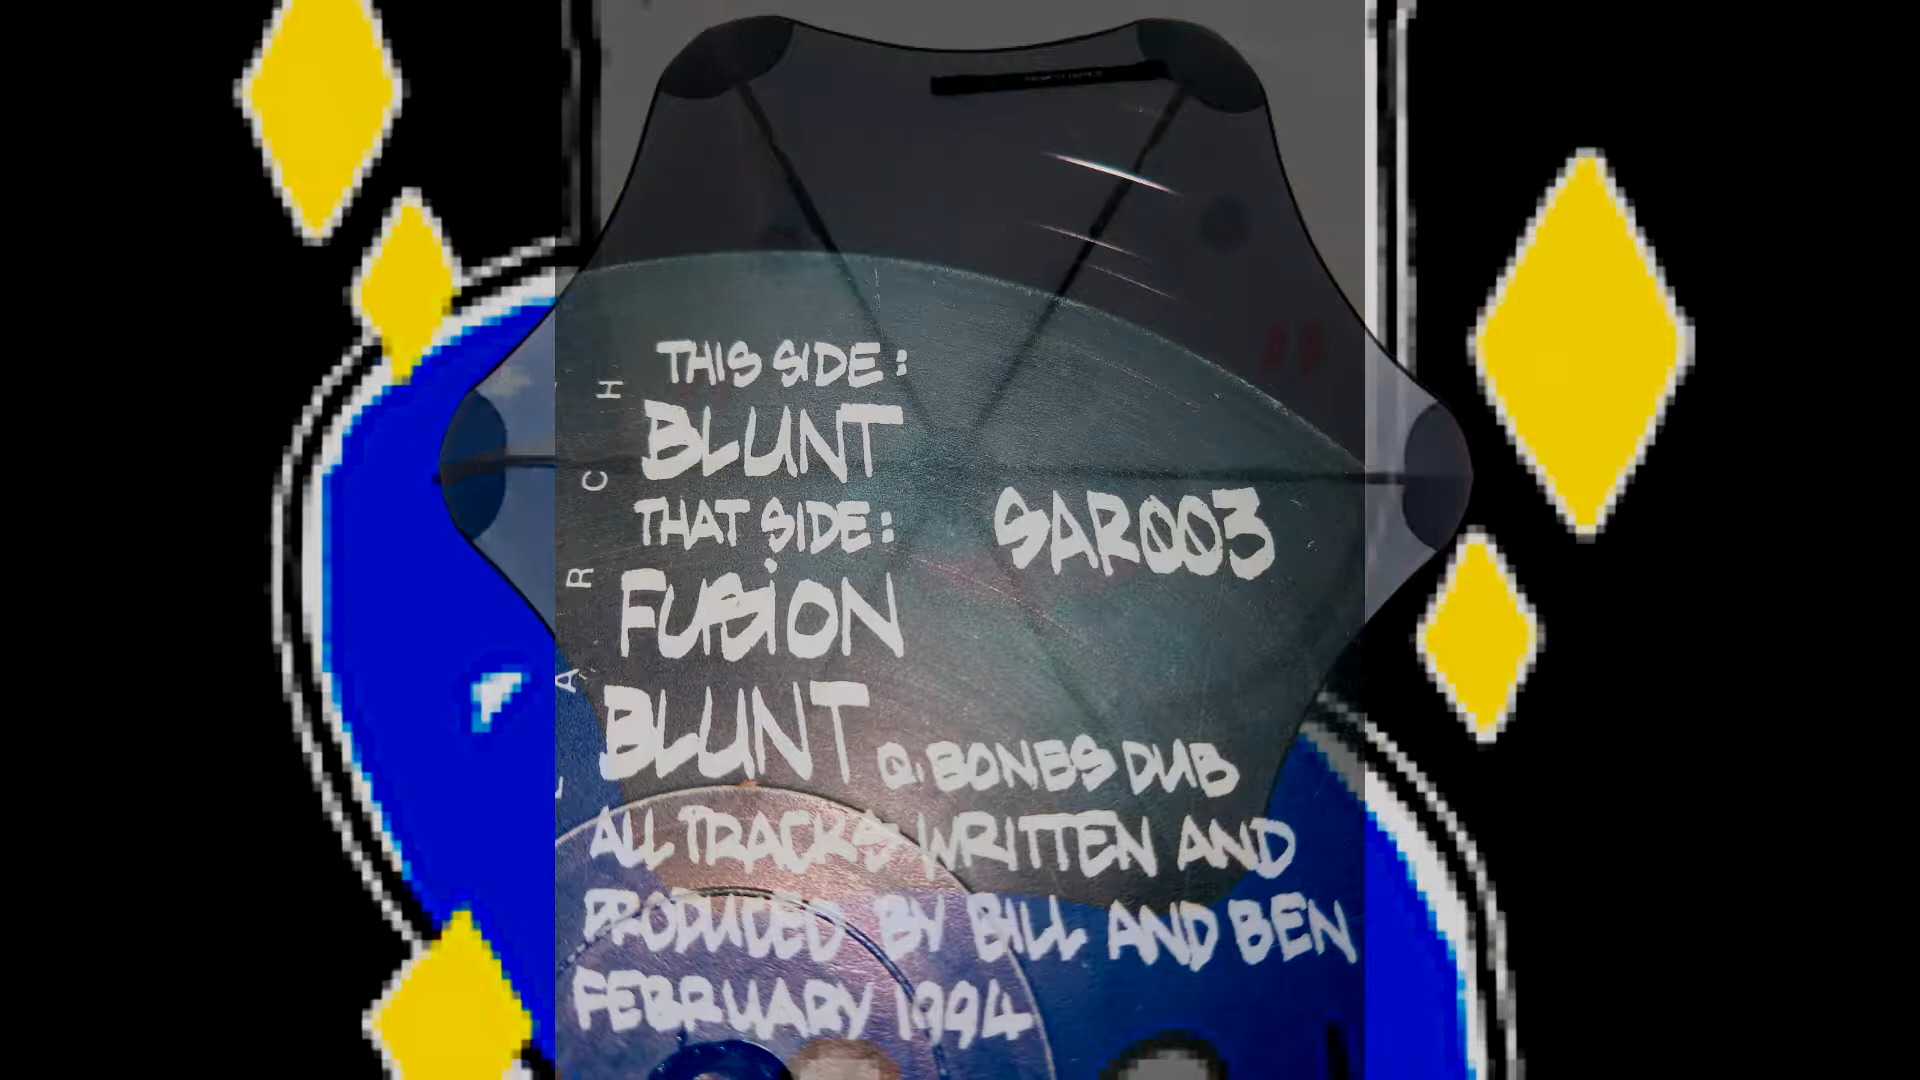 THIS SIDE:
BLUNT
THAT SIDE:
SAR003
FUSION
BLUNT Q. BONES DUB
ALL TRACKS WRITTEN AND
PRODUCED BY BILL AND BEN
FEBRUARY 1994